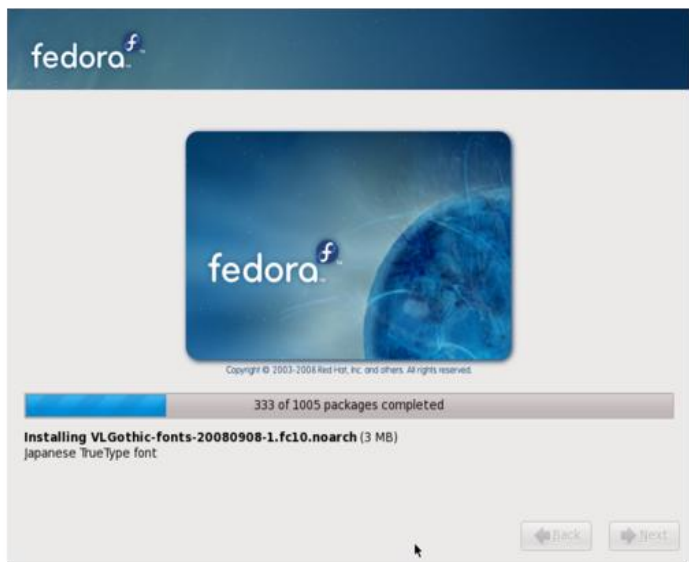 fedora
fedora
Copyright © 2003-2008 Red Hat, Inc. and others. All rights reserved.
333 of 1005 packages completed
Installing VLGothic-fonts-20080908-1.fc10.noarch (3 MB)
Japanese TrueType font
Back
Next